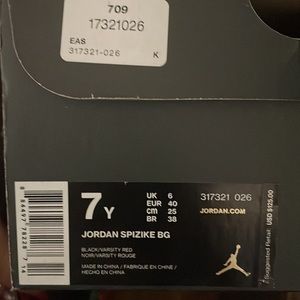 709
17321026
EAS
317321-026 K
7 Y
UK 6
EUR 40
CM 25
BR 38
317321 026
JORDAN.COM
JORDAN SPIZIKE BG
BLACK/VARSITY RED
NOIR/VARSITY ROUGE
MADE IN CHINA / FABRIQUE EN CHINE /
HECHO EN CHINA
Suggested Retail: USD $125.00